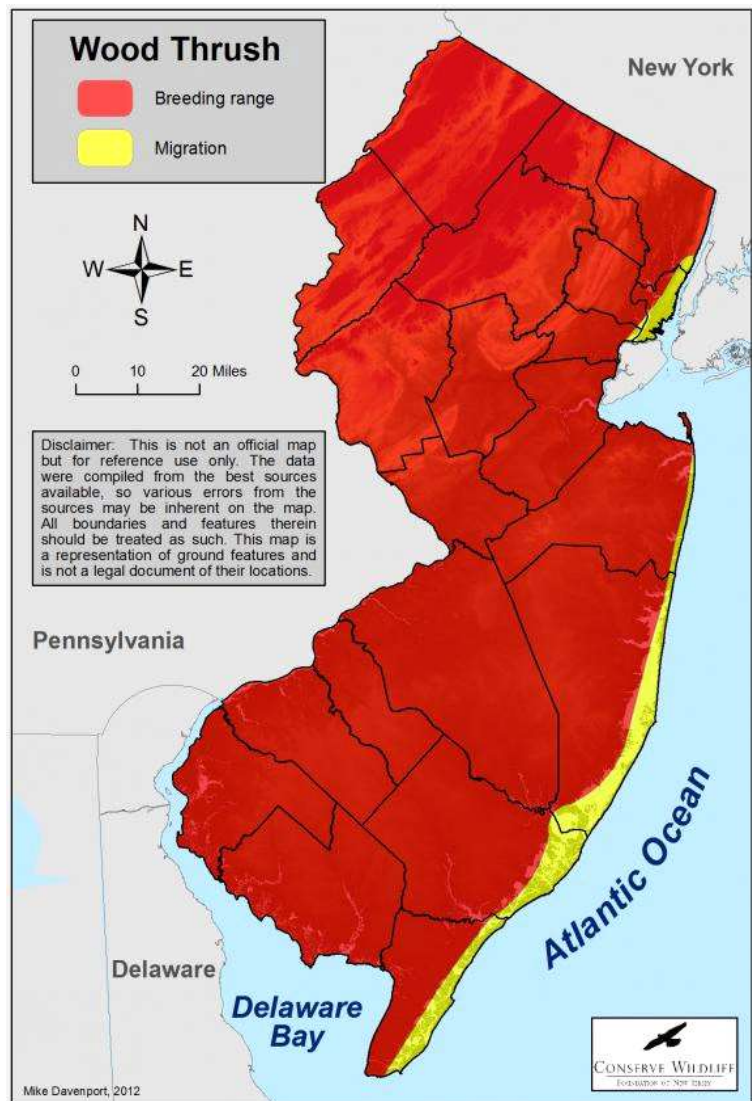 Wood Thrush
Breeding range
Migration
New York
N
W E
S
0 10 20 Miles
Disclaimer: This is not an official map
but for reference use only. The data
were compiled from the best sources
available, so various errors from the
sources may be inherent on the map.
All boundaries and features therein
should be treated as such. This map is
a representation of ground features and
is not a legal document of their locations.
Pennsylvania
Atlantic Ocean
Delaware
Delaware
Bay
CONSERVE WILDLIFE
FOUNDATION OF NEW JERSEY
Mike Davenport, 2012